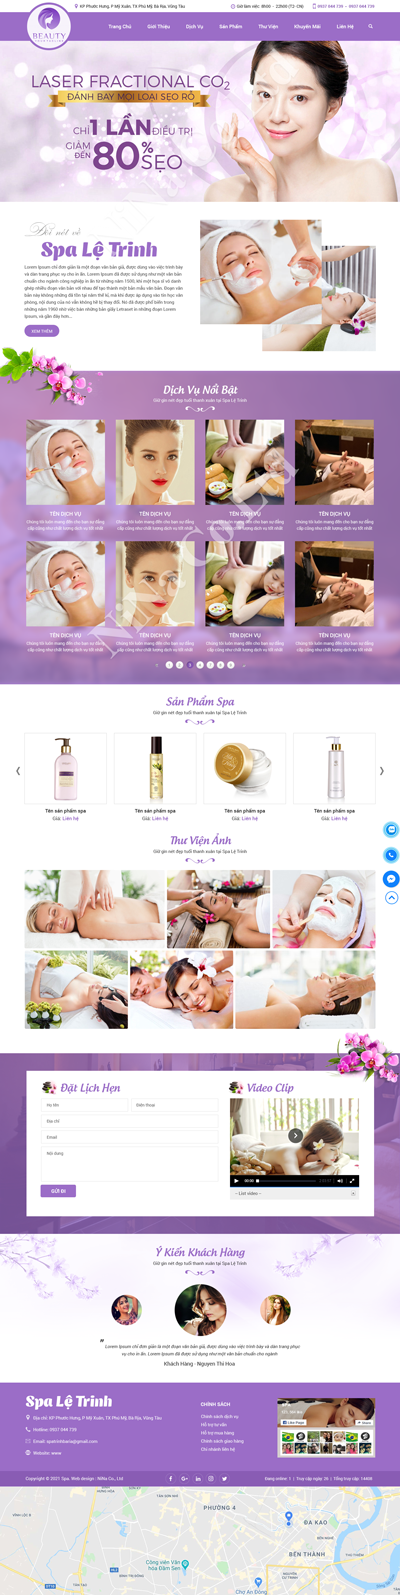 KP Phước Hưng, P Mỹ Xuân, TX Phú Mỹ, Bà Rịa, Vũng Tàu
Giờ làm việc: 8h00 - 22h00 (T2- CN)
0937 044 739 - 0937 044 739
BEAUTY
Trang Chủ Giới Thiệu Dịch Vụ Sản Phẩm Thư Viện Khuyến Mãi Liên Hệ
LASER FRACTIONAL CO2
ĐÁNH BAY MỌI LOẠI SẸO RỖ
CHỈ 1 LẦN ĐIỀU TRỊ
GIẢM ĐẾN 80% SẸO
Đôi nét về
Spa Lệ Trinh
Lorem Ipsum chỉ đơn giản là một đoạn văn bản giả, được dùng vào việc trình bày
và dàn trang phục vụ cho in ấn. Lorem Ipsum đã được sử dụng như một văn bản
chuẩn cho ngành công nghiệp in ấn từ những năm 1500, khi một họa sĩ vô danh
ghép nhiều đoạn văn bản với nhau để tạo thành một bản mẫu văn bản. Đoạn văn
bản này không những đã tồn tại năm thế kỉ, mà khi được áp dụng vào tin học văn
phòng, nội dung của nó vẫn không hề bị thay đổi. Nó đã được phổ biến trong
những năm 1960 nhờ việc bán những bản giấy Letraset in những đoạn Lorem
Ipsum, và gần đây hơn...
XEM THÊM
Dịch Vụ Nổi Bật
Giữ gìn nét đẹp tuổi thanh xuân tại Spa Lệ Trinh
TÊN DỊCH VỤ TÊN DỊCH VỤ TÊN DỊCH VỤ TÊN DỊCH VỤ
Chúng tôi luôn mang đến cho bạn sự đẳng Chúng tôi luôn mang đến cho bạn sự đẳng Chúng tôi luôn mang đến cho bạn sự đẳng Chúng tôi luôn mang đến cho bạn sự đẳng
cấp cũng như chất lượng dịch vụ tốt nhất cấp cũng như chất lượng dịch vụ tốt nhất cấp cũng như chất lượng dịch vụ tốt nhất cấp cũng như chất lượng dịch vụ tốt nhất
TÊN DỊCH VỤ TÊN DỊCH VỤ TÊN DỊCH VỤ TÊN DỊCH VỤ
Chúng tôi luôn mang đến cho bạn sự đẳng Chúng tôi luôn mang đến cho bạn sự đẳng Chúng tôi luôn mang đến cho bạn sự đẳng Chúng tôi luôn mang đến cho bạn sự đẳng
cấp cũng như chất lượng dịch vụ tốt nhất cấp cũng như chất lượng dịch vụ tốt nhất cấp cũng như chất lượng dịch vụ tốt nhất cấp cũng như chất lượng dịch vụ tốt nhất
Sản Phẩm Spa
Giữ gìn nét đẹp tuổi thanh xuân tại Spa Lệ Trinh
Tên sản phẩm spa Tên sản phẩm spa Tên sản phẩm spa Tên sản phẩm spa
Giá: Liên hệ Giá: Liên hệ Giá: Liên hệ Giá: Liên hệ
Thư Viện Ảnh
Giữ gìn nét đẹp tuổi thanh xuân tại Spa Lệ Trinh
Đặt Lịch Hẹn
Họ tên Điện thoại
Địa chỉ
Email
Nội dung
GỬI ĐI
Video Clip
00:00
-- List video --
Ý Kiến Khách Hàng
Giữ gìn nét đẹp tuổi thanh xuân tại Spa Lệ Trinh
Lorem Ipsum chỉ đơn giản là một đoạn văn bản giả, được dùng vào việc trình bày và dàn trang phục
vụ cho in ấn. Lorem Ipsum đã được sử dụng như một văn bản chuẩn cho ngành
Khách Hàng - Nguyen Thi Hoa
Spa Lệ Trinh
Địa chỉ: KP Phước Hưng, P Mỹ Xuân, TX Phú Mỹ, Bà Rịa, Vũng Tàu
Hotline: 0937 044 739
Email: spatrinhbaria@gmail.com
Website: www
CHÍNH SÁCH
Chính sách dịch vụ
Hỗ trợ tư vấn
Hỗ trợ mua hàng
Chính sách giao hàng
Chi nhánh liên hệ
Like Page
Share
Copyright © 2021 Spa. Web design : NiNa Co., Ltd
Đang online: 1 | Truy cập ngày: 26 | Tổng truy cập: 14468
PHƯỜNG 4
ĐA KAO
BẾN THÀNH
Công viên Văn
hóa Đầm Sen
Chợ An Đông